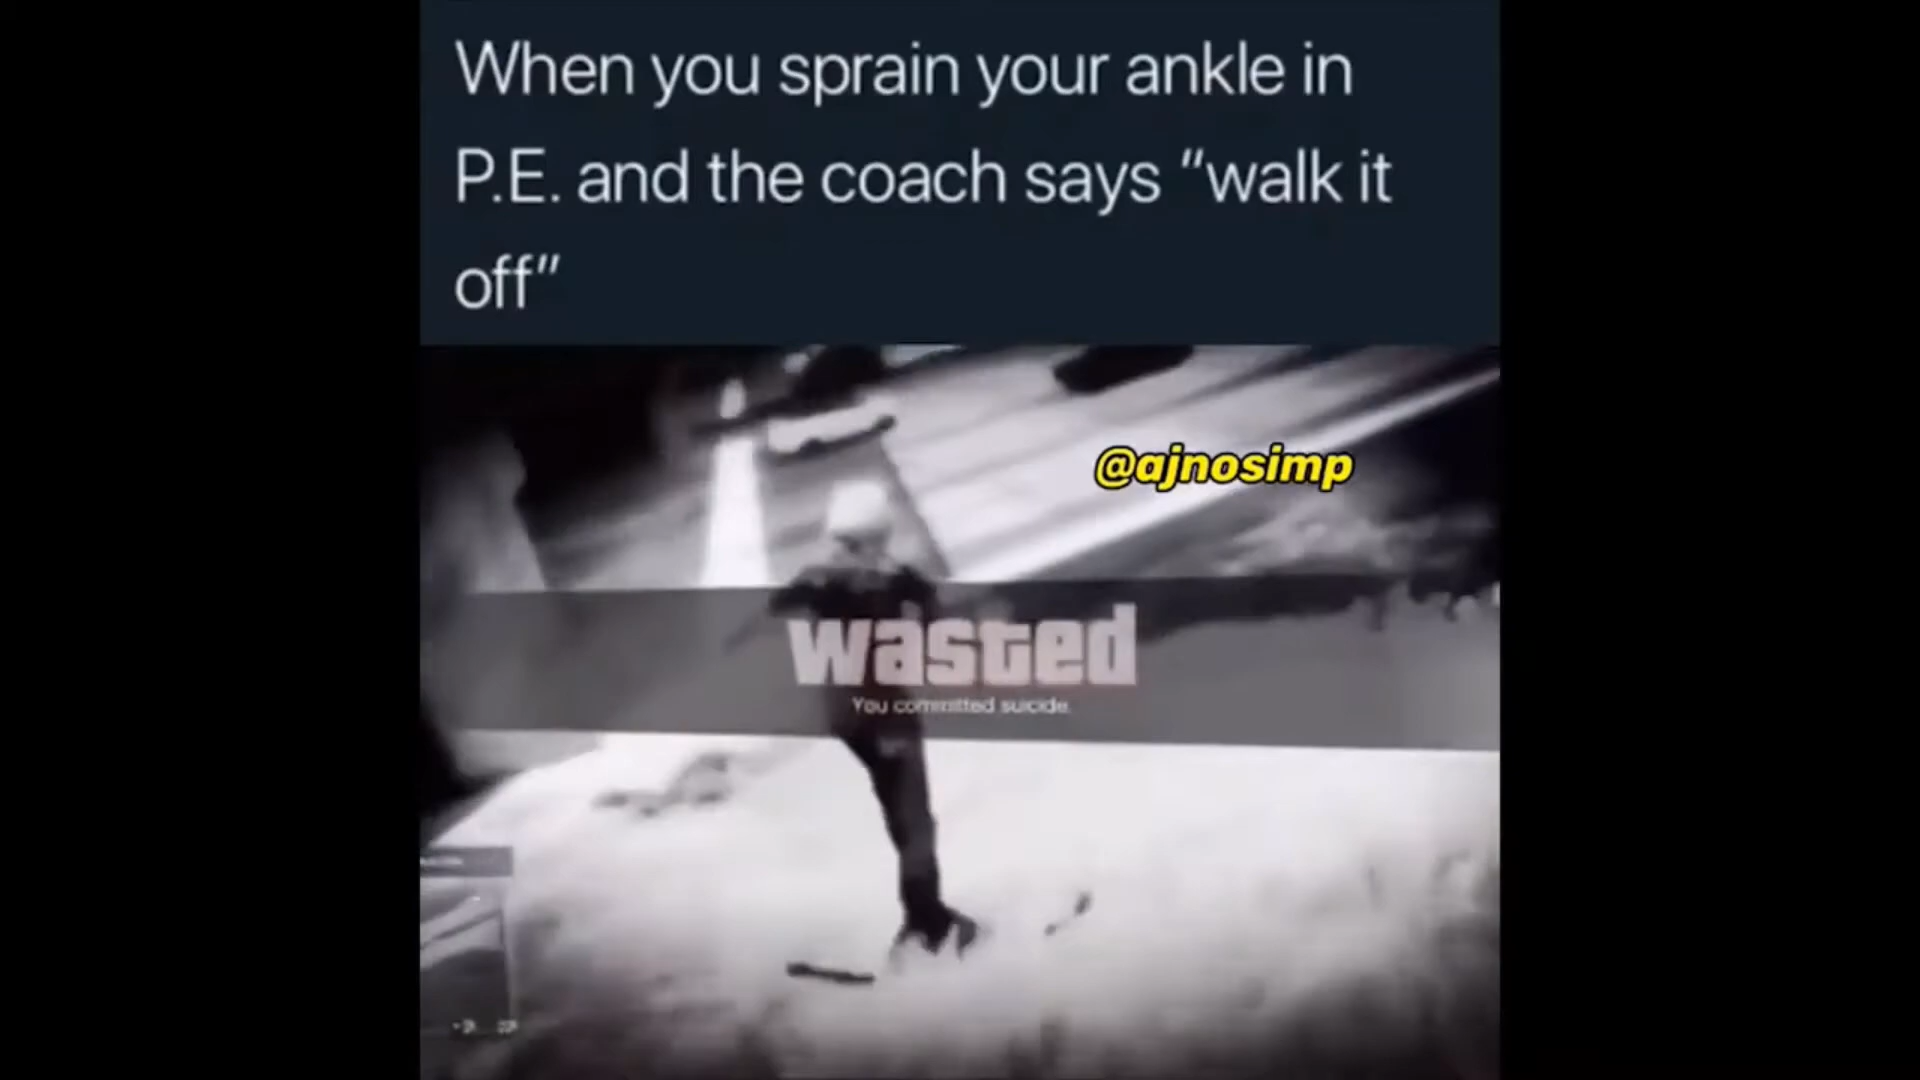 When you sprain your ankle in
P.E. and the coach says “walk it
off”
@ajnosimp
wasted
You committed suicide.